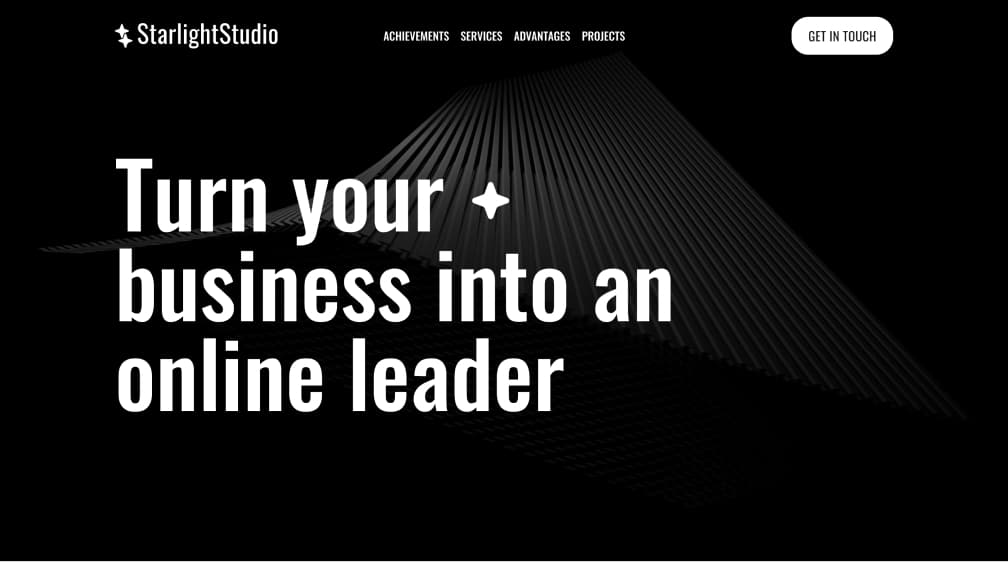 StarlightStudio
ACHIEVEMENTS SERVICES ADVANTAGES PROJECTS
GET IN TOUCH
Turn your
business into an
online leader